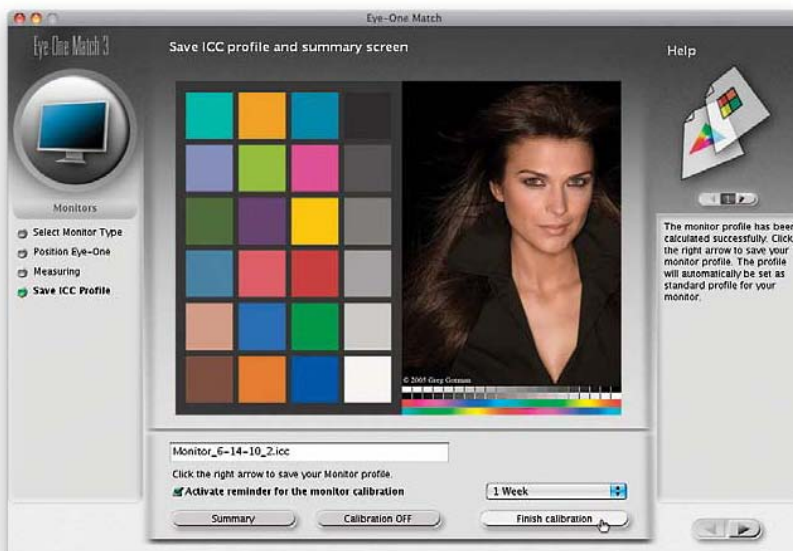 Eye-One Match
Eye One Match 3
Save ICC profile and summary screen
Help
Monitors
Select Monitor Type
Position Eye-One
Measuring
Save ICC Profile
© 2005 Greg Gorman
The monitor profile has been
calculated successfully. Click
the right arrow to save your
monitor profile. The profile
will automatically be set as
standard profile for your
monitor.
Monitor_6-14-10_2.icc
Click the right arrow to save your Monitor profile.
Activate reminder for the monitor calibration
1 Week
Summary
Calibration OFF
Finish calibration